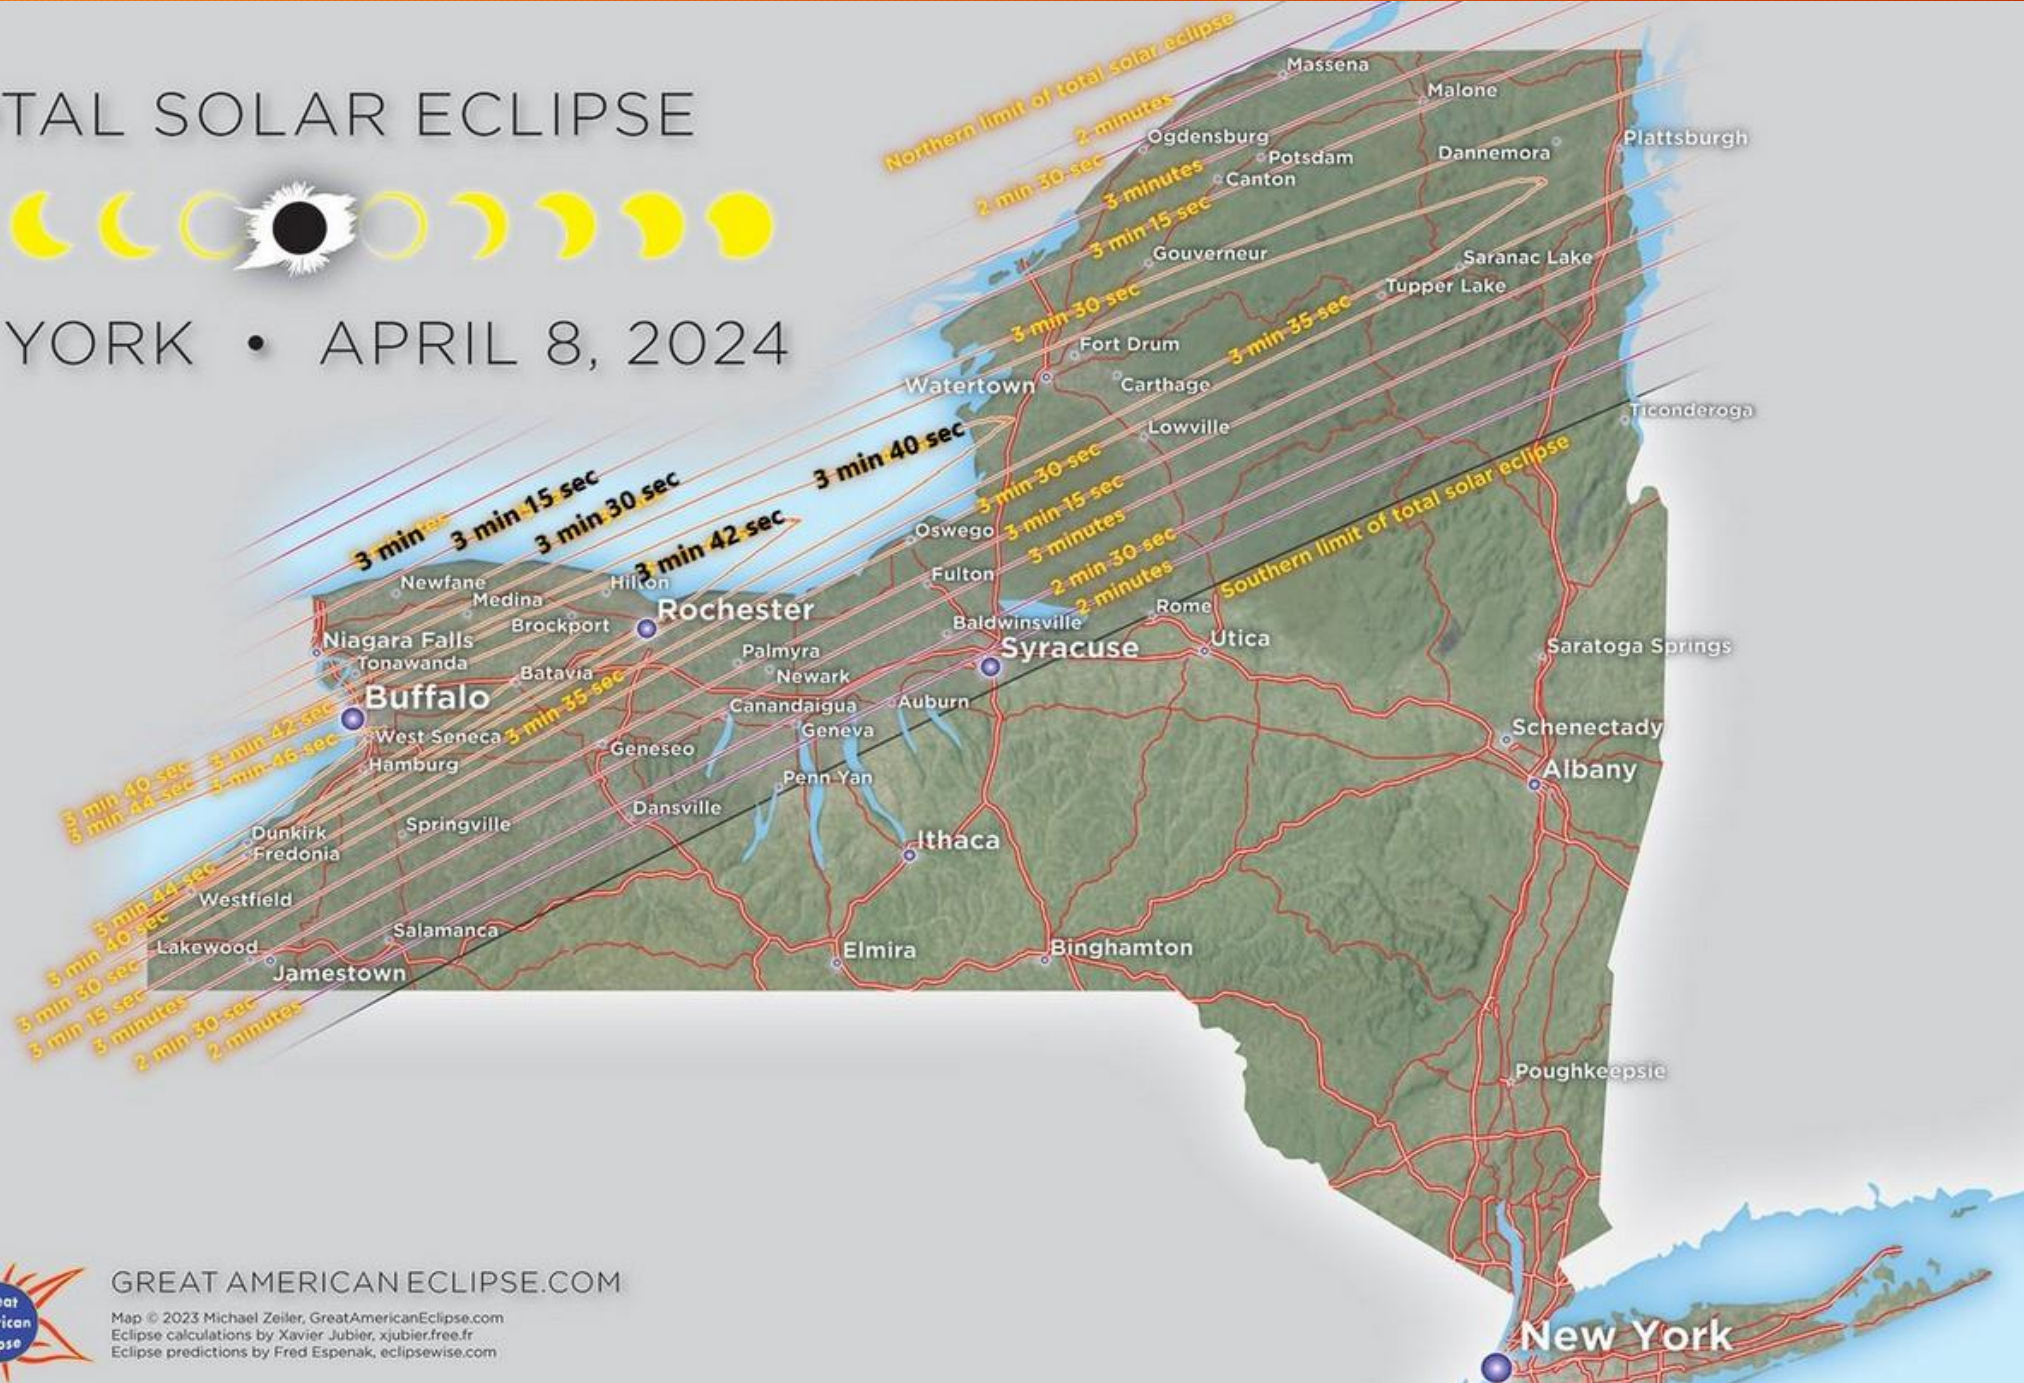 TAL SOLAR ECLIPSE
YORK • APRIL 8, 2024
Northern limit of total solar eclipse
2 minutes
2 min 30 sec
3 minutes
3 min 15 sec
3 min 30 sec
3 min 35 sec
Massena
Malone
Ogdensburg
Potsdam
Canton
Dannemora
Plattsburgh
Gouverneur
Saranac Lake
Tupper Lake
Fort Drum
Watertown
Carthage
Lowville
Ticonderoga
3 minutes
3 min 15 sec
3 min 30 sec
3 min 40 sec
3 min 42 sec
3 min 30 sec
3 min 15 sec
3 minutes
2 min 30 sec
2 minutes
Southern limit of total solar eclipse
Oswego
Fulton
Newfane
Medina
Hilton
Brockport
Rochester
Niagara Falls
Tonawanda
Batavia
Buffalo
3 min 35 sec
Palmyra
Newark
Baldwinsville
Syracuse
Rome
Utica
Saratoga Springs
Canandaigua
Auburn
Geneva
West Seneca
Hamburg
Geneseo
Penn Yan
Schenectady
Albany
3 min 42 sec
3 min 46 sec
3 min 40 sec
3 min 44 sec
Dansville
Springville
Dunkirk
Fredonia
Ithaca
3 min 44 sec
Westfield
3 min 40 sec
Lakewood
Salamanca
Jamestown
Elmira
Binghamton
3 min 30 sec
3 min 15 sec
3 minutes
2 min 30 sec
2 minutes
Poughkeepsie
New York
GREATAMERICANECLIPSE.COM
Map © 2023 Michael Zeiler, GreatAmericanEclipse.com
Eclipse calculations by Xavier Jubier, xjubier.free.fr
Eclipse predictions by Fred Espenak, eclipsewise.com